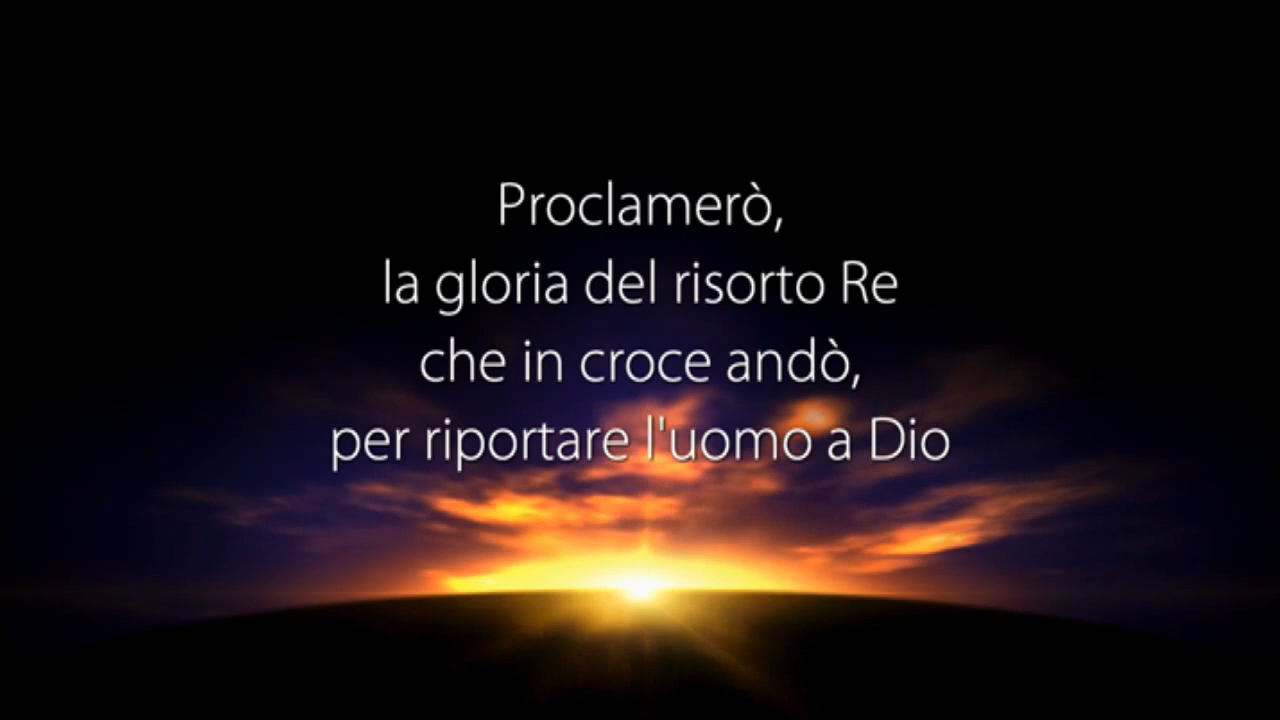 Proclamerò,
la gloria del risorto Re
che in croce andò,
per riportare l'uomo a Dio